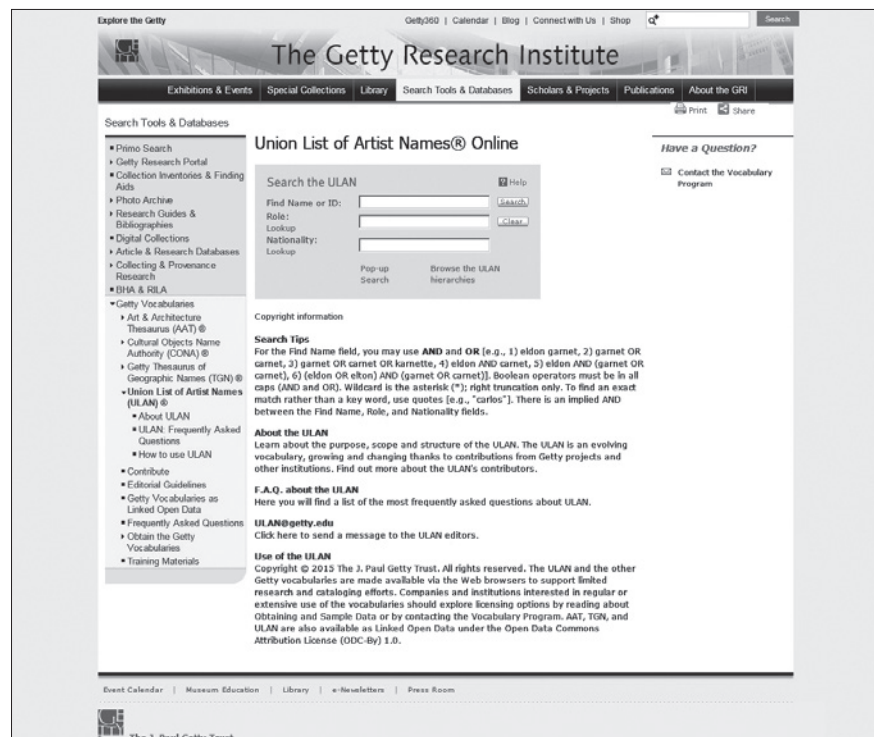 Explore the Getty
Getty360 | Calendar | Blog | Connect with Us | Shop
Search
The Getty Research Institute
Exhibitions & Events Special Collections Library Search Tools & Databases Scholars & Projects Publications About the GRI
Print Share
Search Tools & Databases
Primo Search
Getty Research Portal
Collection Inventories & Finding
Aids
Photo Archive
Research Guides &
Bibliographies
Digital Collections
Article & Research Databases
Collecting & Provenance
Research
BHA & RILA
Getty Vocabularies
Art & Architecture
Thesaurus (AAT) ®
Cultural Objects Name
Authority (CONA) ®
Getty Thesaurus of
Geographic Names (TGN) ®
Union List of Artist Names
(ULAN) ®
About ULAN
ULAN: Frequently Asked
Questions
How to use ULAN
Contribute
Editorial Guidelines
Getty Vocabularies as
Linked Open Data
Frequently Asked Questions
Obtain the Getty
Vocabularies
Training Materials
Union List of Artist Names® Online
Search the ULAN
Help
Find Name or ID:
Search
Role:
Lookup
Clear
Nationality:
Lookup
Pop-up
Search
Browse the ULAN
hierarchies
Copyright information
Search Tips
For the Find Name field, you may use AND and OR [e.g., 1) eldon garnet, 2) garnet OR
carnet, 3) garnet OR carnet OR karnette, 4) eldon AND carnet, 5) eldon AND (garnet OR
carnet), 6) (eldon OR elton) AND (garnet OR carnet)]. Boolean operators must be in all
caps (AND and OR). Wildcard is the asterisk (*); right truncation only. To find an exact
match rather than a key word, use quotes [e.g., "carlos"]. There is an implied AND
between the Find Name, Role, and Nationality fields.
About the ULAN
Learn about the purpose, scope and structure of the ULAN. The ULAN is an evolving
vocabulary, growing and changing thanks to contributions from Getty projects and
other institutions. Find out more about the ULAN's contributors.
F.A.Q. about the ULAN
Here you will find a list of the most frequently asked questions about ULAN.
ULAN@getty.edu
Click here to send a message to the ULAN editors.
Use of the ULAN
Copyright © 2015 The J. Paul Getty Trust. All rights reserved. The ULAN and the other
Getty vocabularies are made available via the Web browsers to support limited
research and cataloging efforts. Companies and institutions interested in regular or
extensive use of the vocabularies should explore licensing options by reading about
Obtaining and Sample Data or by contacting the Vocabulary Program. AAT, TGN, and
ULAN are also available as Linked Open Data under the Open Data Commons
Attribution License (ODC-By) 1.0.
Have a Question?
Contact the Vocabulary
Program
Event Calendar | Museum Education | Library | e-Newsletters | Press Room
GETTY
The J. Paul Getty Trust